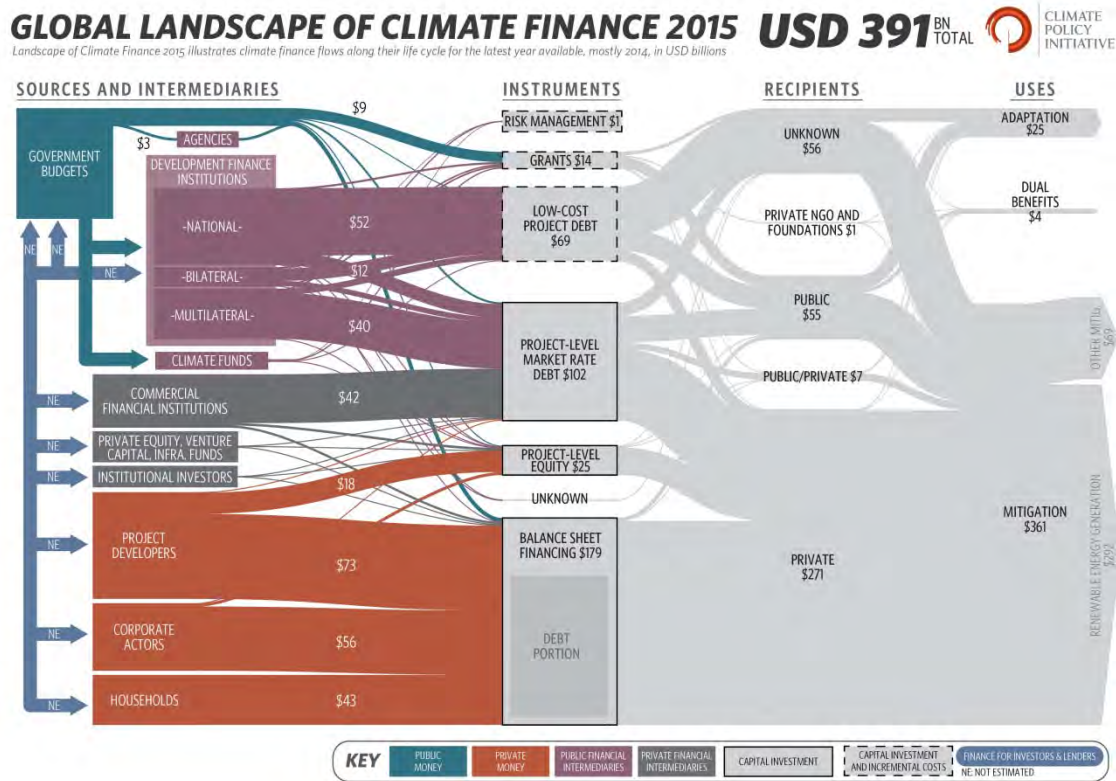 GLOBAL LANDSCAPE OF CLIMATE FINANCE 2015
USD 391 BN TOTAL
CLIMATE
POLICY
INITIATIVE
Landscape of Climate Finance 2015 illustrates climate finance flows along their life cycle for the latest year available, mostly 2014, in USD billions
SOURCES AND INTERMEDIARIES
INSTRUMENTS
RECIPIENTS
USES
GOVERNMENT
BUDGETS
$3
AGENCIES
$9
DEVELOPMENT FINANCE
INSTITUTIONS
-NATIONAL-
$52
-BILATERAL-
$12
-MULTILATERAL-
$40
CLIMATE FUNDS
NE
NE
NE
NE
COMMERCIAL
FINANCIAL INSTITUTIONS
$42
NE
PRIVATE EQUITY, VENTURE
CAPITAL, INFRA. FUNDS
NE
INSTITUTIONAL INVESTORS
$18
NE
PROJECT
DEVELOPERS
$73
NE
CORPORATE
ACTORS
$56
NE
HOUSEHOLDS
$43
RISK MANAGEMENT $1
GRANTS $14
LOW-COST
PROJECT DEBT
$69
PROJECT-LEVEL
MARKET RATE
DEBT $102
PROJECT-LEVEL
EQUITY $25
UNKNOWN
BALANCE SHEET
FINANCING $179
DEBT
PORTION
UNKNOWN
$56
PRIVATE NGO AND
FOUNDATIONS $1
PUBLIC
$55
PUBLIC/PRIVATE $7
PRIVATE
$271
ADAPTATION
$25
DUAL
BENEFITS
$4
OTHER MITIG.
$69
MITIGATION
$361
RENEWABLE ENERGY GENERATION
$292
KEY
PUBLIC
MONEY
PRIVATE
MONEY
PUBLIC FINANCIAL
INTERMEDIARIES
PRIVATE FINANCIAL
INTERMEDIARIES
CAPITAL INVESTMENT
CAPITAL INVESTMENT
AND INCREMENTAL COSTS
FINANCE FOR INVESTORS & LENDERS
NE: NOT ESTIMATED